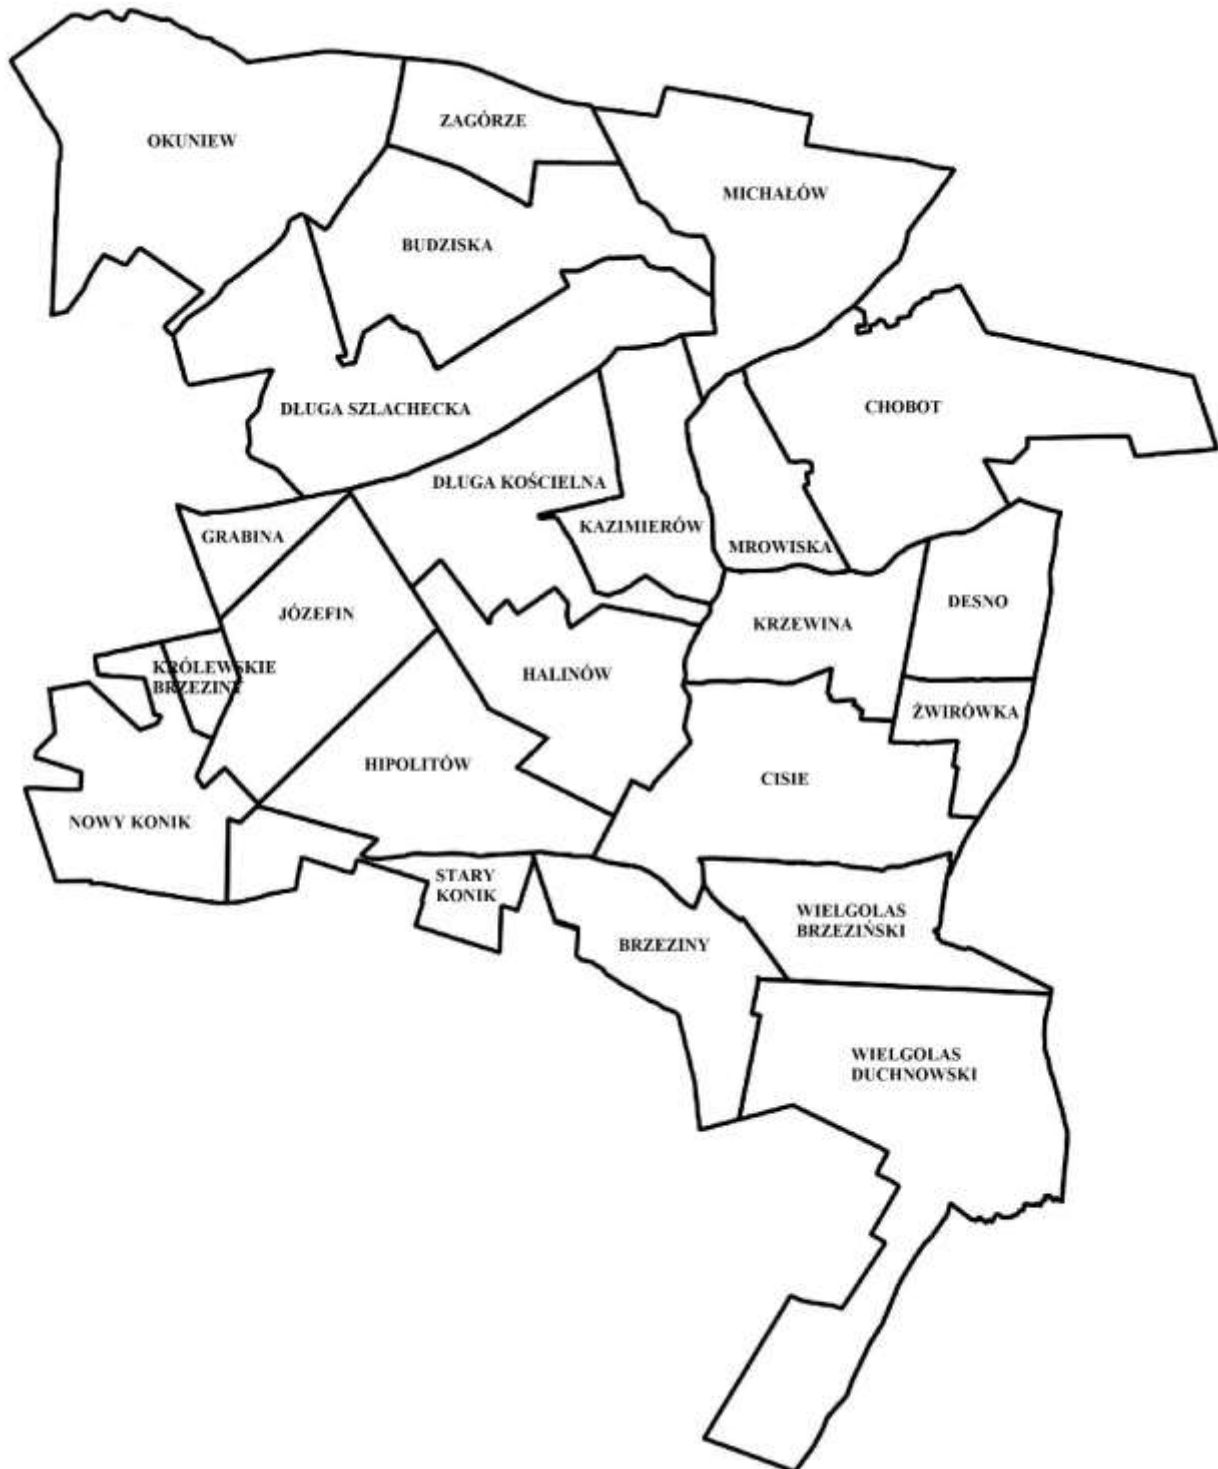 ZAGÓRZE
OKUNIEW
MICHAŁÓW
BUDZISKA
CHOBOT
DŁUGA SZLACHECKA
DŁUGA KOŚCIELNA
KAZIMIERÓW
GRABINA
MROWISKA
DESNO
JÓZEFIN
KRZEWINA
KRÓLEWSKIE
BRZEZINY
HALINÓW
ŻWIRÓWKA
HIPOLITÓW
CISIE
NOWY KONIK
STARY
KONIK
WIELGOLAS
BRZEZIŃSKI
BRZEZINY
WIELGOLAS
DUCHNOWSKI